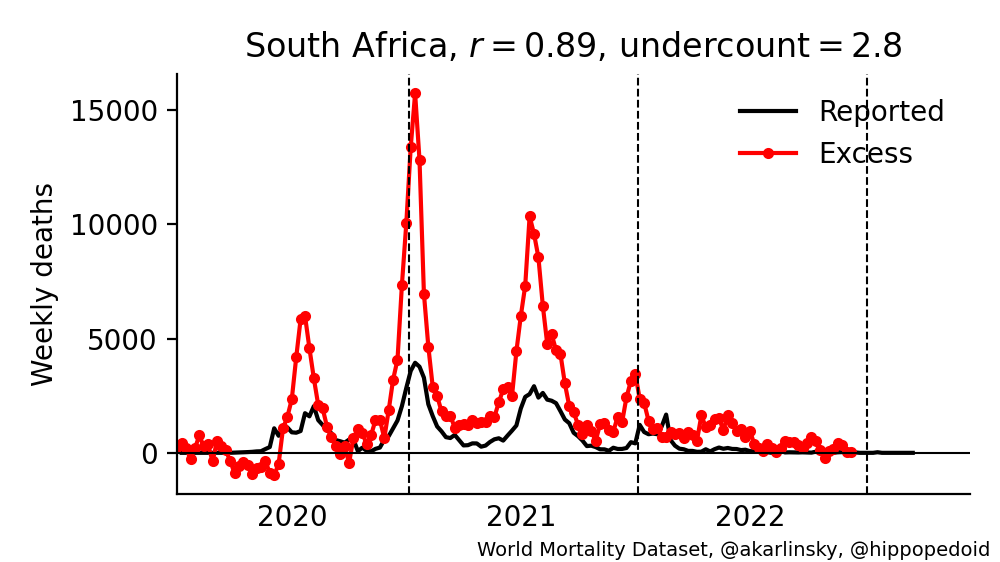 South Africa, r = 0.89, undercount = 2.8
Weekly deaths
15000
10000
5000
0
Reported
Excess
2020 2021 2022
World Mortality Dataset, @akarlinsky, @hippopedoid